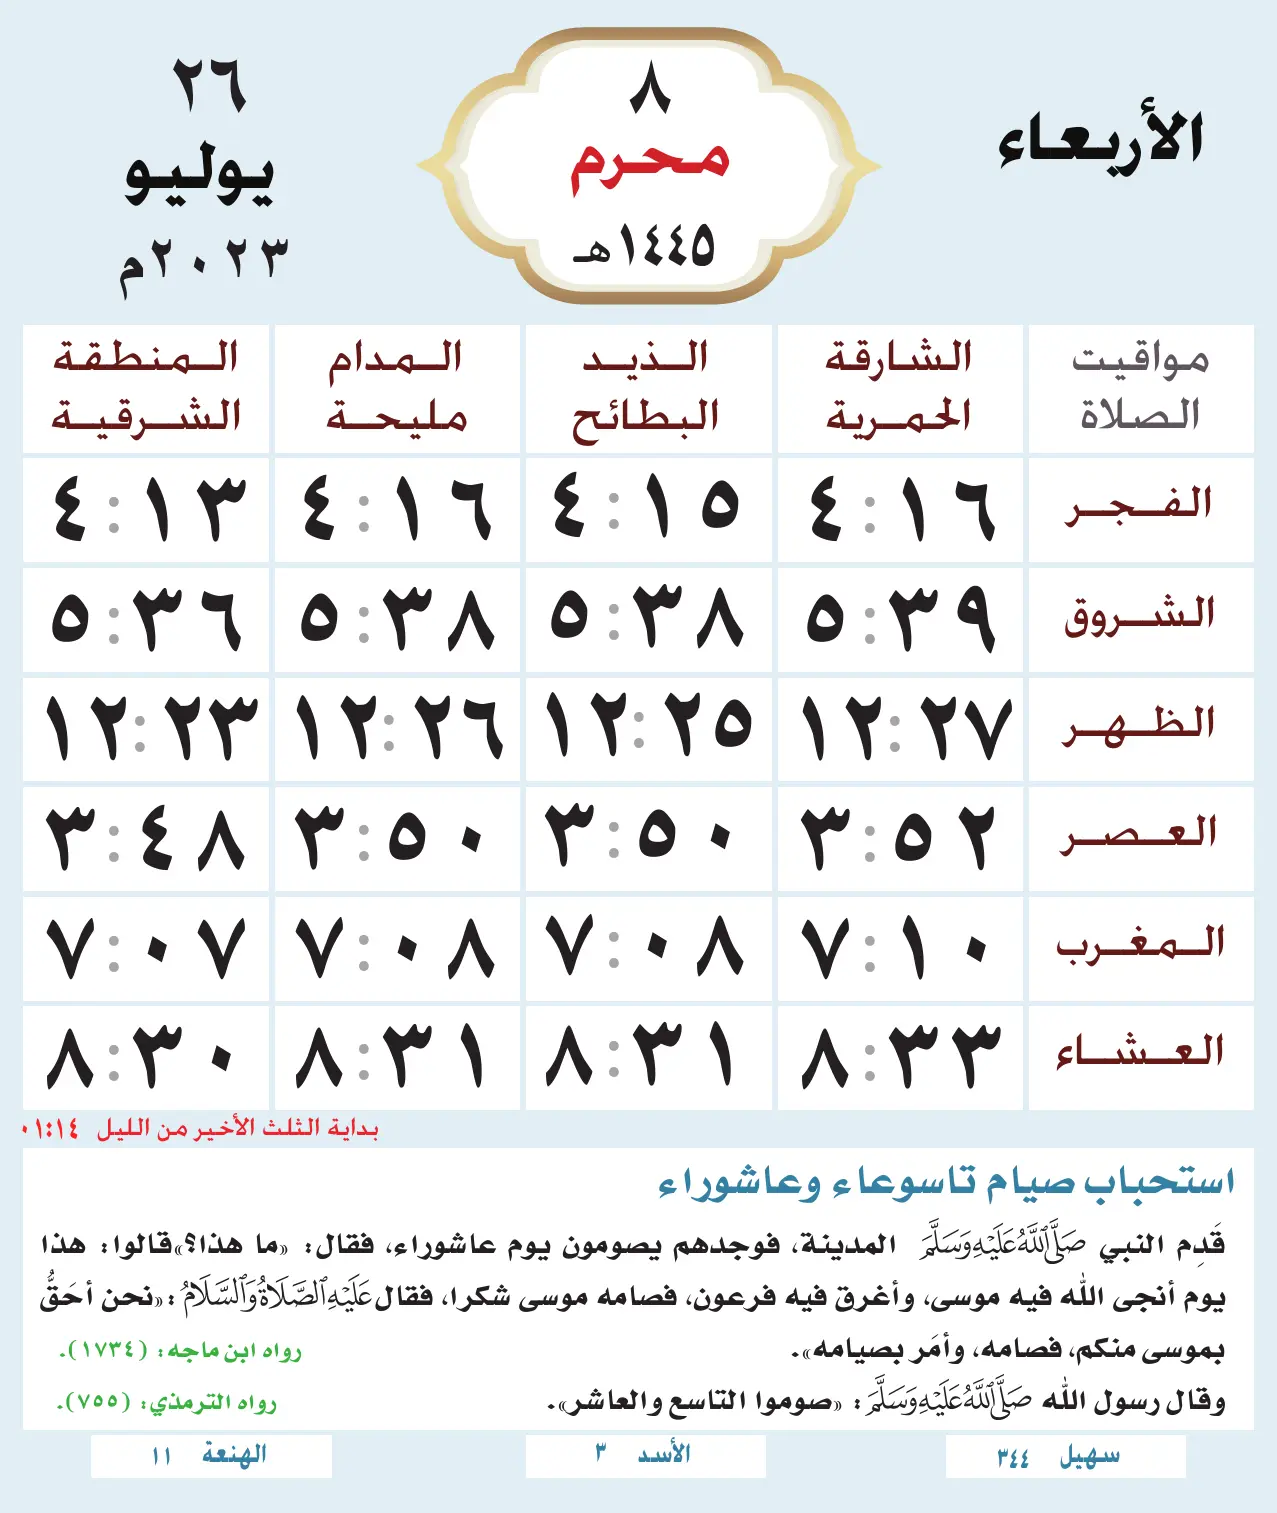 الأربعاء
٨
محرم
١٤٤٥هـ
٢٦
يوليو
٢٠٢٣م
مواقيت الصلاة
الشارقة الحمرية
الذيد البطائح
المدام مليحة
المنطقة الشرقية
الفجر ٤:١٦ ٤:١٥ ٤:١٦ ٤:١٣
الشروق ٥:٣٩ ٥:٣٨ ٥:٣٨ ٥:٣٦
الظهر ١٢:٢٧ ١٢:٢٥ ١٢:٢٦ ١٢:٢٣
العصر ٣:٥٢ ٣:٥٠ ٣:٥٠ ٣:٤٨
المغرب ٧:١٠ ٧:٠٨ ٧:٠٨ ٧:٠٧
العشاء ٨:٣٣ ٨:٣١ ٨:٣١ ٨:٣٠
بداية الثلث الأخير من الليل ٠١:١٤
استحباب صيام تاسوعاء وعاشوراء
قَدِم النبي صَلَّى اللَّهُ عَلَيْهِ وَسَلَّمَ المدينة، فوجدهم يصومون يوم عاشوراء، فقال: «ما هذا؟» قالوا: هذا
يوم أنجى الله فيه موسى، وأغرق فيه فرعون، فصامه موسى شكرا، فقال عَلَيْهِ الصَّلَاةُ وَالسَّلَامُ: «نحن أحَقُّ
بموسى منكم، فصامه، وأمَر بصيامه». رواه ابن ماجه: (١٧٣٤).
وقال رسول الله صَلَّى اللَّهُ عَلَيْهِ وَسَلَّمَ: «صوموا التاسع والعاشر». رواه الترمذي: (٧٥٥).
سهيل ٣٤٤
الأسد ٣
الهنعة ١١